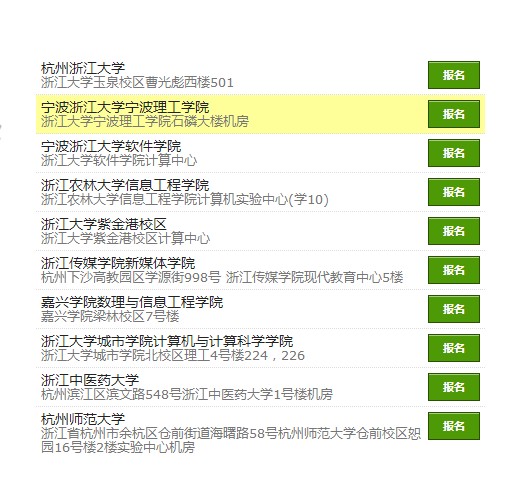 杭州浙江大学
浙江大学玉泉校区曹光彪西楼501
报名
宁波浙江大学宁波理工学院
浙江大学宁波理工学院石磷大楼机房
报名
宁波浙江大学软件学院
浙江大学软件学院计算中心
报名
浙江农林大学信息工程学院
浙江农林大学信息工程学院计算机实验中心(学10)
报名
浙江大学紫金港校区
浙江大学紫金港校区计算中心
报名
浙江传媒学院新媒体学院
杭州下沙高教园区学源街998号 浙江传媒学院现代教育中心5楼
报名
嘉兴学院数理与信息工程学院
嘉兴学院梁林校区7号楼
报名
浙江大学城市学院计算机与计算科学学院
浙江大学城市学院北校区理工4号楼224，226
报名
浙江中医药大学
杭州滨江区滨文路548号浙江中医药大学1号楼机房
报名
杭州师范大学
浙江省杭州市余杭区仓前街道海曙路58号杭州师范大学仓前校区恕
园16号楼2楼实验中心机房
报名